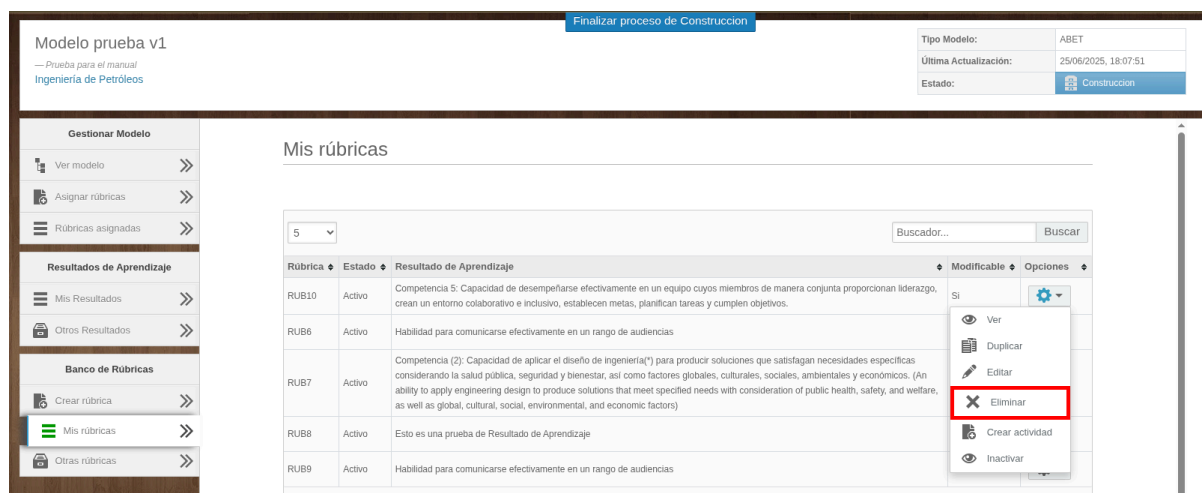 Finalizar proceso de Construccion
Modelo prueba v1
— Prueba para el manual
Ingeniería de Petróleos
Tipo Modelo: ABET
Última Actualización: 25/06/2025, 18:07:51
Estado: Construccion
Gestionar Modelo
Ver modelo
Asignar rúbricas
Rúbricas asignadas
Resultados de Aprendizaje
Mis Resultados
Otros Resultados
Banco de Rúbricas
Crear rúbrica
Mis rúbricas
Otras rúbricas
Mis rúbricas
5
Buscador... Buscar
Rúbrica Estado Resultado de Aprendizaje Modificable Opciones
RUB10 Activo Competencia 5: Capacidad de desempeñarse efectivamente en un equipo cuyos miembros de manera conjunta proporcionan liderazgo,
crean un entorno colaborativo e inclusivo, establecen metas, planifican tareas y cumplen objetivos. Si
RUB6 Activo Habilidad para comunicarse efectivamente en un rango de audiencias
RUB7 Activo Competencia (2): Capacidad de aplicar el diseño de ingeniería(*) para producir soluciones que satisfagan necesidades específicas
considerando la salud pública, seguridad y bienestar, así como factores globales, culturales, sociales, ambientales y económicos. (An
ability to apply engineering design to produce solutions that meet specified needs with consideration of public health, safety, and welfare,
as well as global, cultural, social, environmental, and economic factors)
RUB8 Activo Esto es una prueba de Resultado de Aprendizaje
RUB9 Activo Habilidad para comunicarse efectivamente en un rango de audiencias
Ver
Duplicar
Editar
Eliminar
Crear actividad
Inactivar